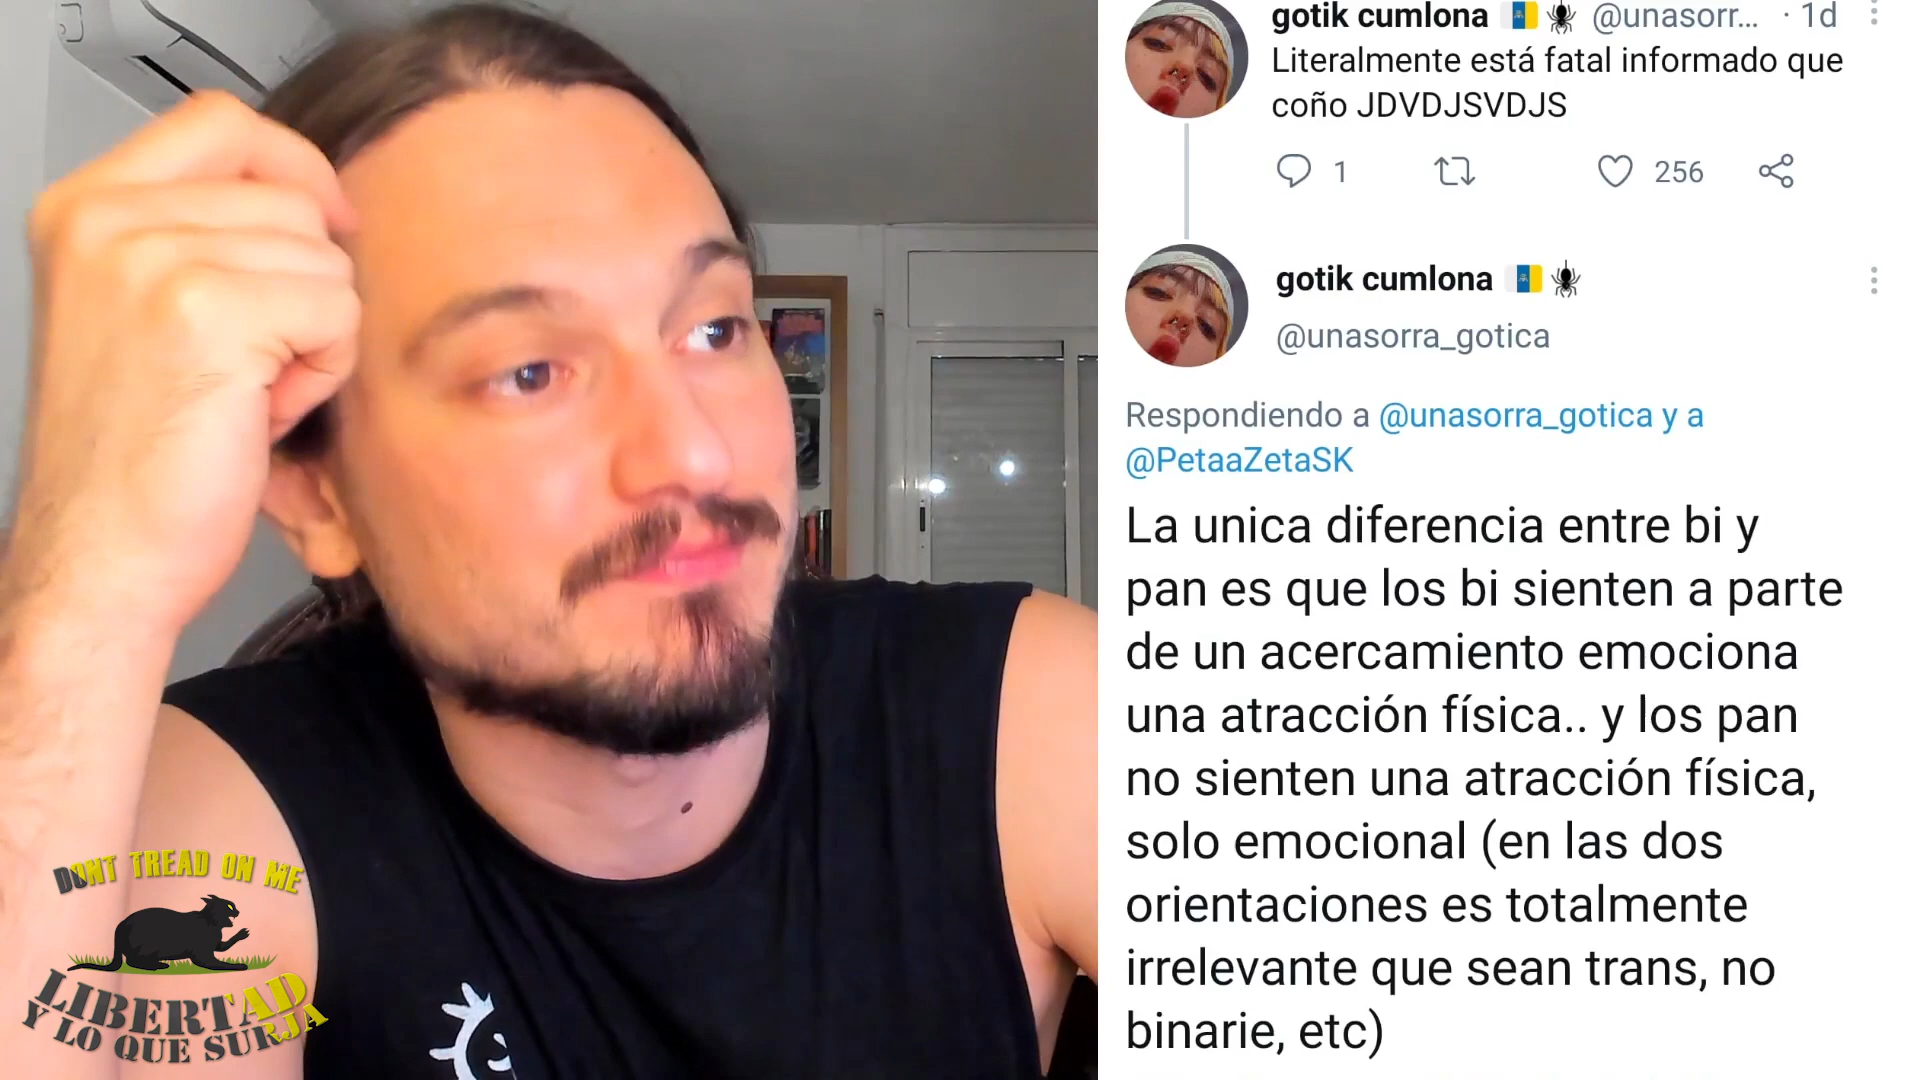 DONT TREAD ON ME
LIBERTAD
Y LO QUE SURJA
gotik cumlona @unasorr... · 1d
Literalmente está fatal informado que
coño JDVDJSVDJS
1 256
gotik cumlona
@unasorra_gotica
Respondiendo a @unasorra_gotica y a
@PetaaZetaSK
La unica diferencia entre bi y
pan es que los bi sienten a parte
de un acercamiento emociona
una atracción física.. y los pan
no sienten una atracción física,
solo emocional (en las dos
orientaciones es totalmente
irrelevante que sean trans, no
binarie, etc)